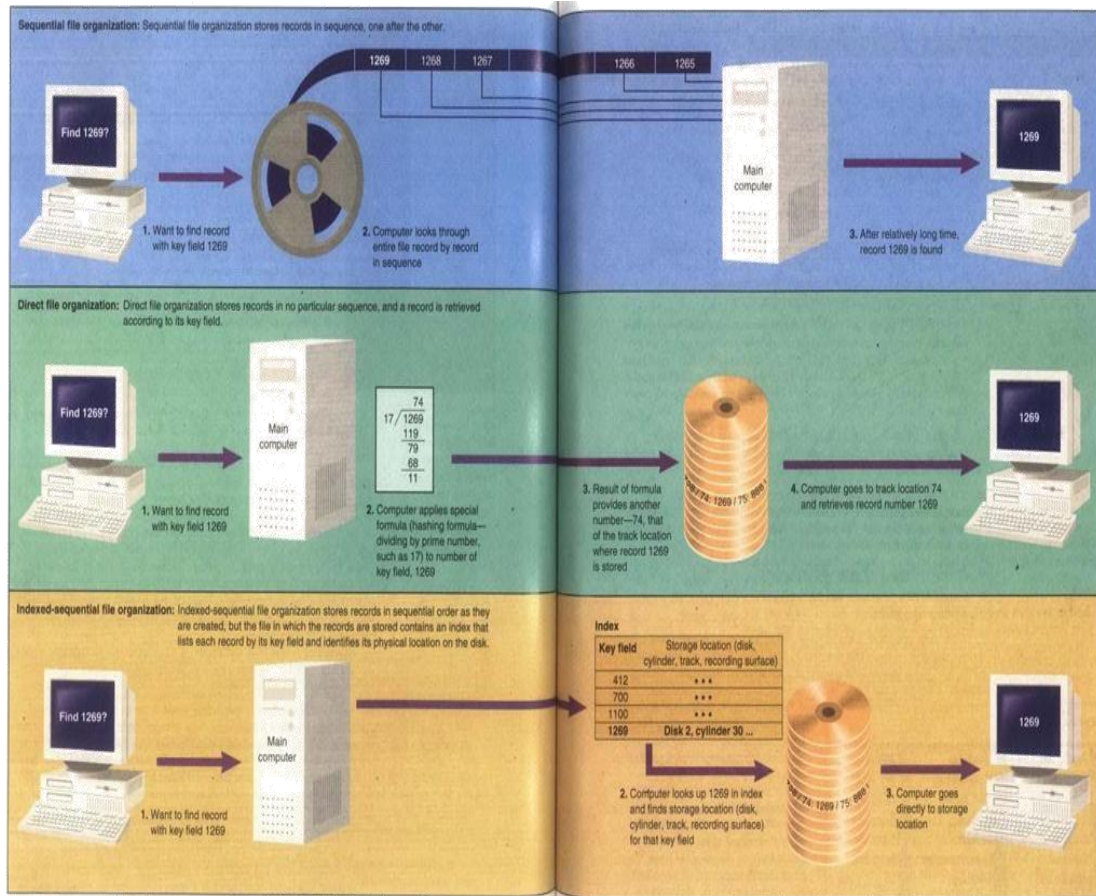 Sequential file organization: Sequential file organization stores records in sequence, one after the other.
1269 1268 1267 1266 1265
Find 1269?
Main
computer
1269
1. Want to find record
with key field 1269
2. Computer looks through
entire file record by record
in sequence
3. After relatively long time,
record 1269 is found
Direct file organization: Direct file organization stores records in no particular sequence, and a record is retrieved
according to its key field.
Find 1269?
Main
computer
74
17/1269
119
79
68
11
1269
1. Want to find record
with key field 1269
2. Computer applies special
formula (hashing formula—
dividing by prime number,
such as 17) to number of
key field, 1269
3. Result of formula
provides another
number—74, that
of the track location
where record 1269
is stored
74: 1269 / 75:
4. Computer goes to track location 74
and retrieves record number 1269
Indexed-sequential file organization: Indexed-sequential file organization stores records in sequential order as they
are created, but the file in which the records are stored contains an index that
lists each record by its key field and identifies its physical location on the disk.
Find 1269?
Main
computer
1. Want to find record
with key field 1269
Index
Key field Storage location (disk,
cylinder, track, recording surface)
412 • • •
700 • • •
1100 • • •
1269 Disk 2, cylinder 30 ...
2. Computer looks up 1269 in index
and finds storage location (disk,
cylinder, track, recording surface)
for that key field
74: 1269 / 75:
3. Computer goes
directly to storage
location
1269